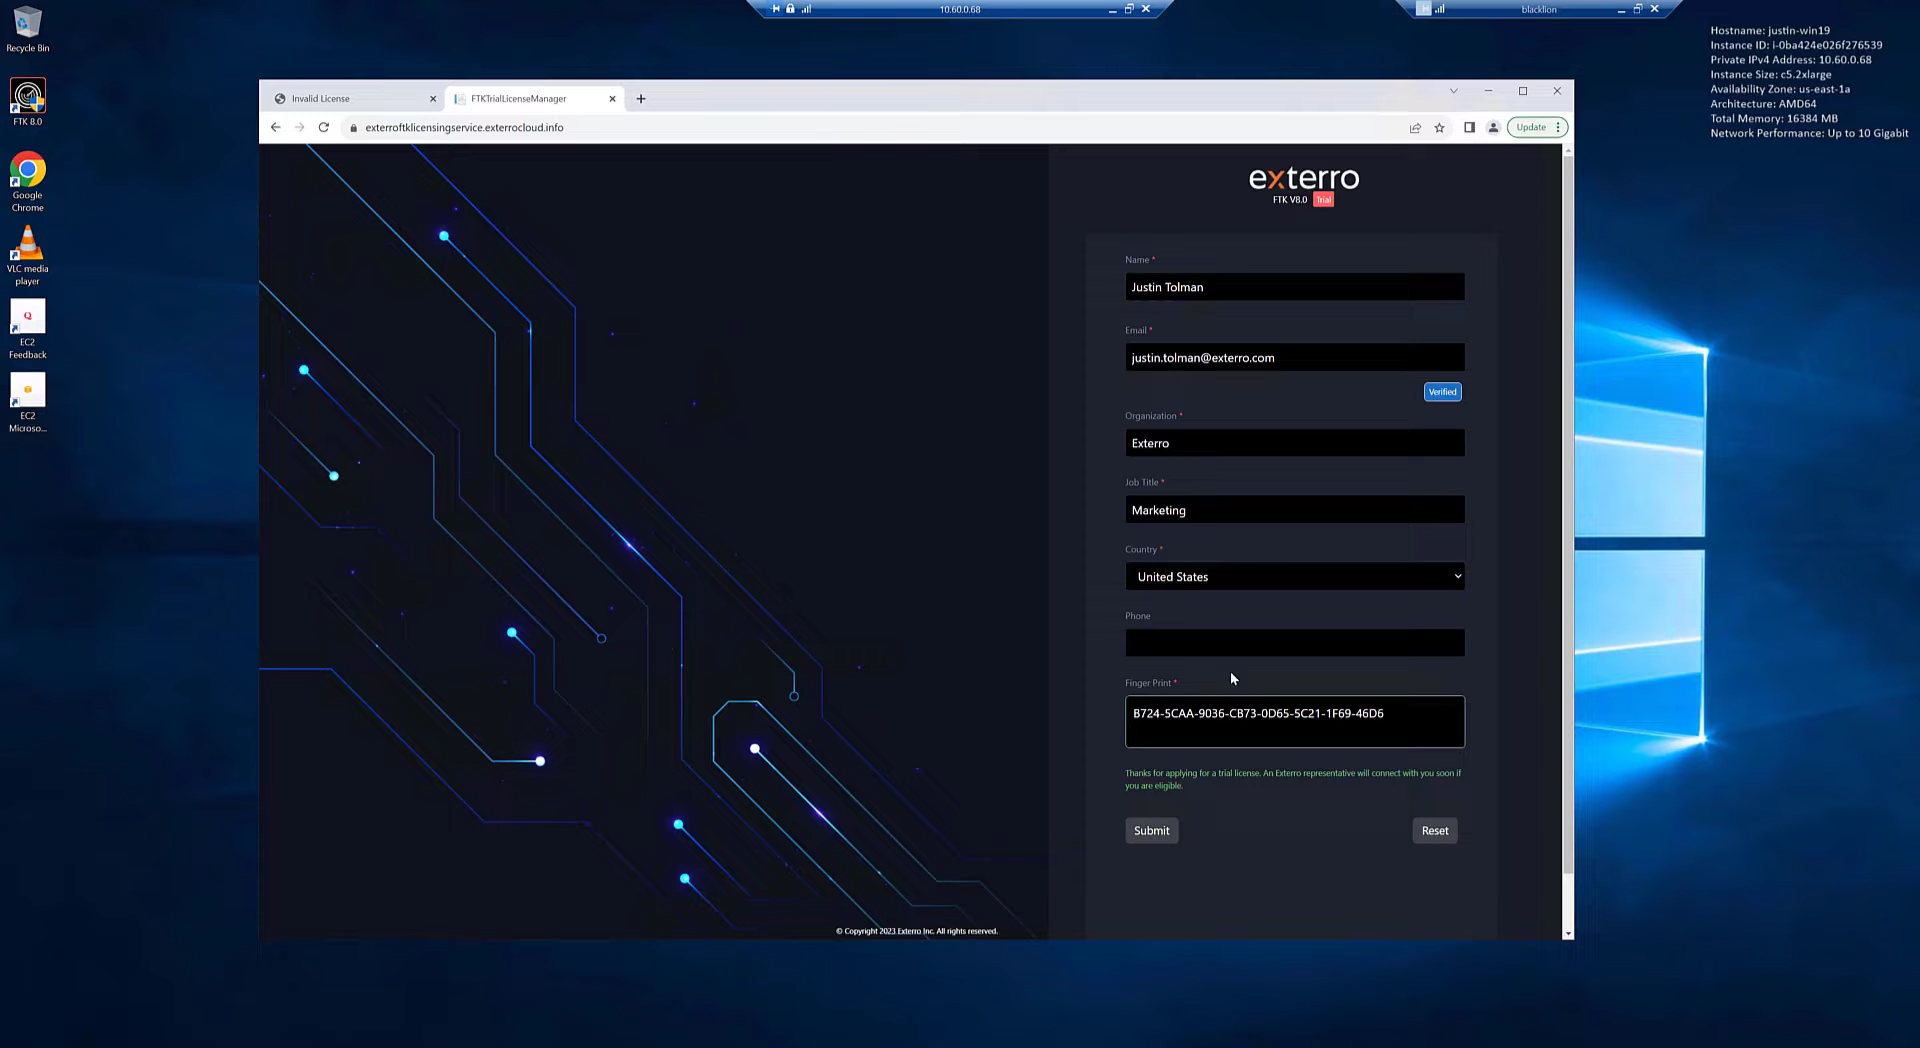 10.60.0.68
blacklion
Recycle Bin
FTK 8.0
Google
Chrome
VLC media
player
EC2
Feedback
EC2
Microso...
Hostname: justin-win19
Instance ID: i-0ba424e026f276539
Private IPv4 Address: 10.60.0.68
Instance Size: c5.2xlarge
Availability Zone: us-east-1a
Architecture: AMD64
Total Memory: 16384 MB
Network Performance: Up to 10 Gigabit
Invalid License
FTKTrialLicenseManager
exterroftklicensingservice.exterrocloud.info
Update
exterro
FTK V8.0 Trial
Name *
Justin Tolman
Email *
justin.tolman@exterro.com
Verified
Organization *
Exterro
Job Title *
Marketing
Country *
United States
Phone
Finger Print *
B724-5CAA-9036-CB73-0D65-5C21-1F69-46D6
Thanks for applying for a trial license. An Exterro representative will connect with you soon if
you are eligible.
Submit
Reset
© Copyright 2023 Exterro Inc. All rights reserved.